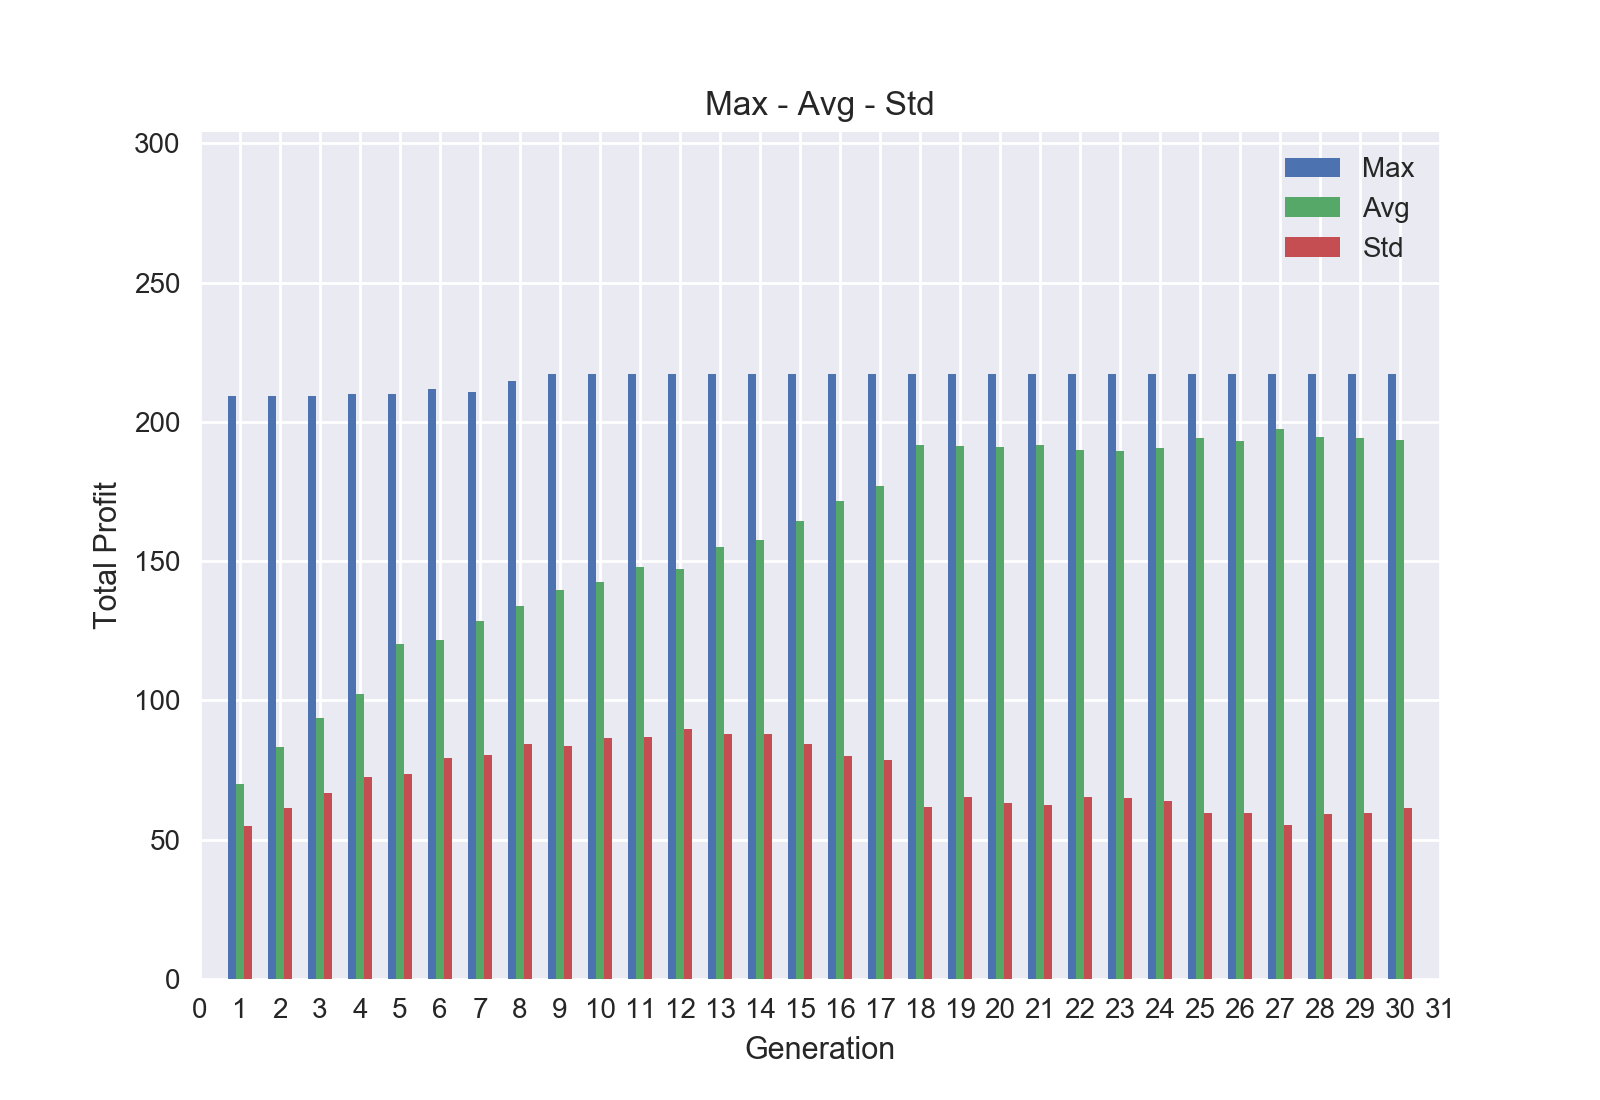 Max - Avg - Std
300
250
200
150
100
50
0
Total Profit
Max
Avg
Std
0 1 2 3 4 5 6 7 8 9 10 11 12 13 14 15 16 17 18 19 20 21 22 23 24 25 26 27 28 29 30 31
Generation